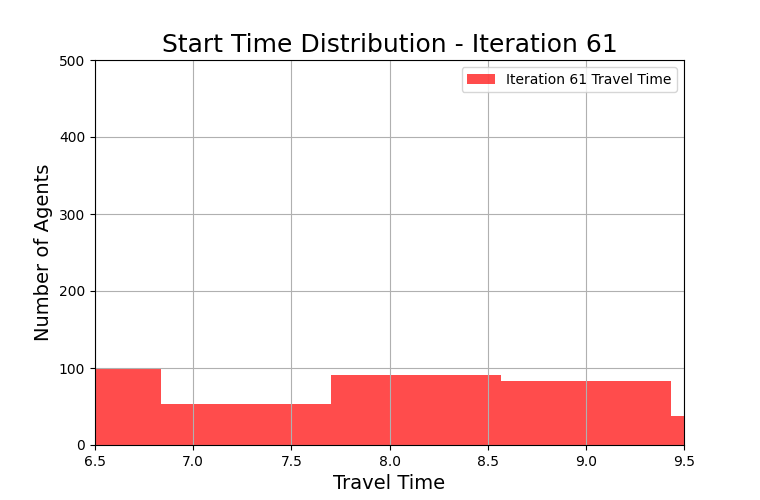 Start Time Distribution - Iteration 61
Iteration 61 Travel Time
Number of Agents
500
400
300
200
100
0
6.5 7.0 7.5 8.0 8.5 9.0 9.5
Travel Time